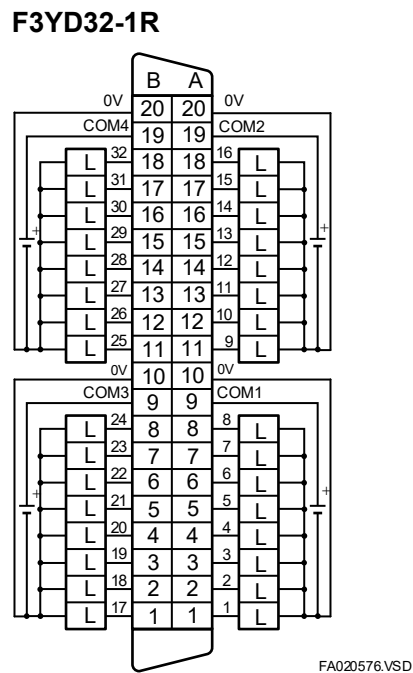 F3YD32-1R
B A
0V 20 20 0V
COM4 19 19 COM2
L 32 18 18 16 L
L 31 17 17 15 L
L 30 16 16 14 L
+ L 29 15 15 13 L +
L 28 14 14 12 L
L 27 13 13 11 L
L 26 12 12 10 L
L 25 11 11 9 L
0V 10 10 0V
COM3 9 9 COM1
L 24 8 8 8 L
L 23 7 7 7 L
L 22 6 6 6 L
+ L 21 5 5 5 L +
L 20 4 4 4 L
L 19 3 3 3 L
L 18 2 2 2 L
L 17 1 1 1 L
FA020576.VSD